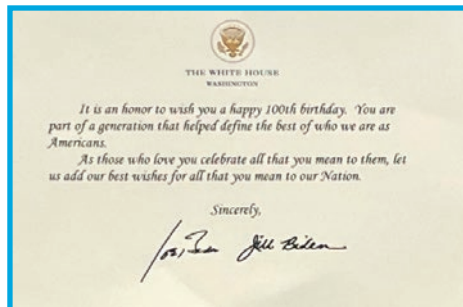 THE WHITE HOUSE
WASHINGTON
It is an honor to wish you a happy 100th birthday. You are
part of a generation that helped define the best of who we are as
Americans.
As those who love you celebrate all that you mean to them, let
us add our best wishes for all that you mean to our Nation.
Sincerely,
Joe Biden Jill Biden